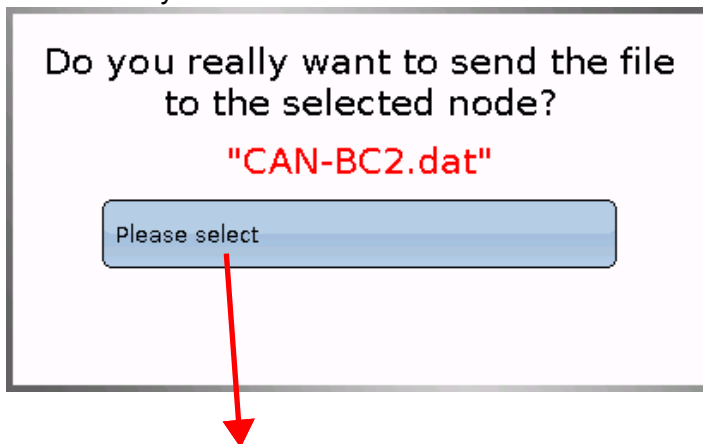 Do you really want to send the file
to the selected node?
"CAN-BC2.dat"
Please select